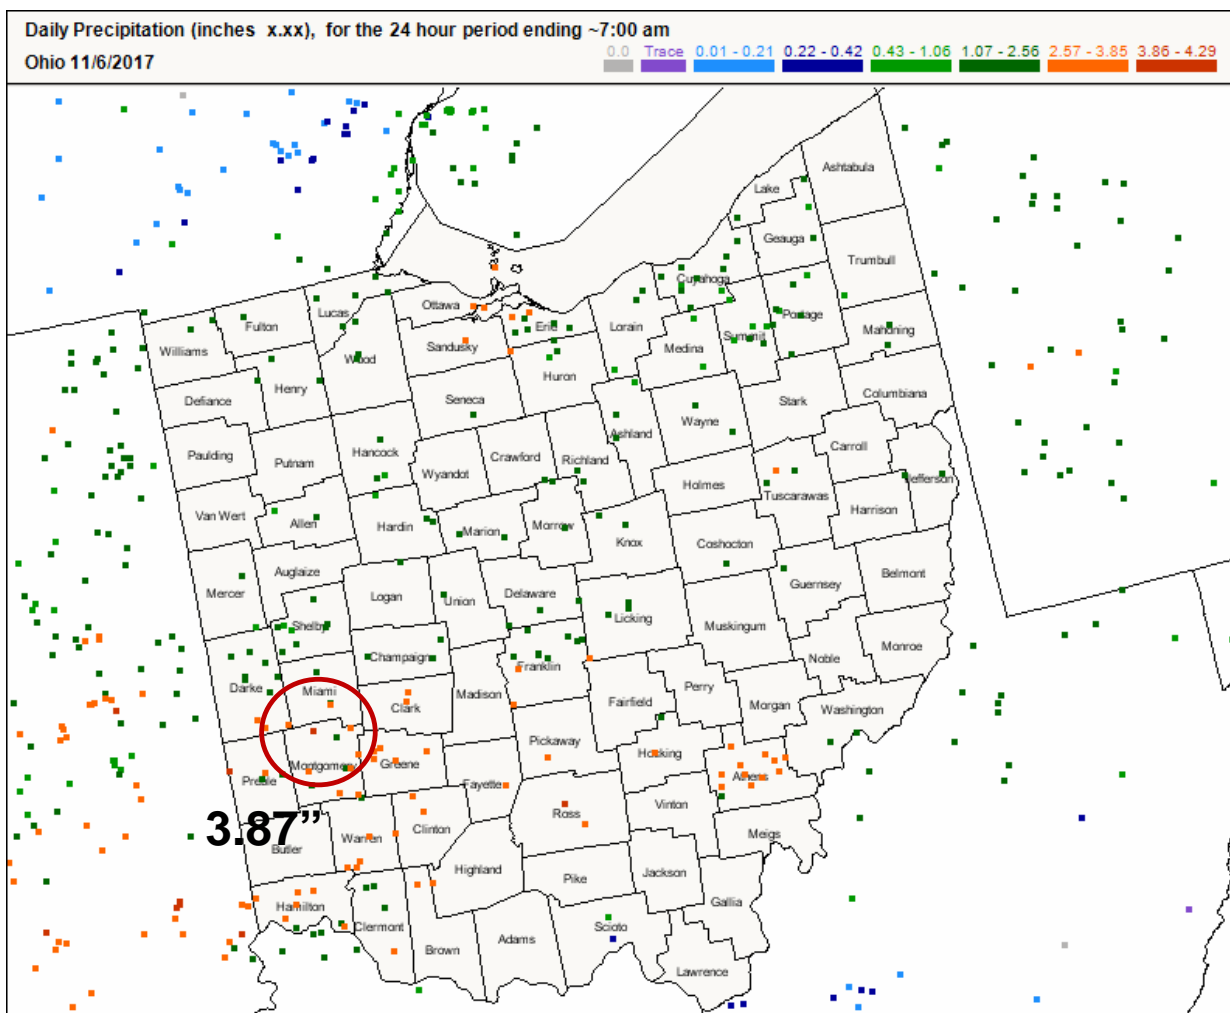 Daily Precipitation (inches x.xx), for the 24 hour period ending ~7:00 am
Ohio 11/6/2017
0.0 Trace 0.01 - 0.21 0.22 - 0.42 0.43 - 1.06 1.07 - 2.56 2.57 - 3.85 3.86 - 4.29
Ashtabula
Lake
Geauga
Trumbull
Cuyahoga
Ottawa
Lucas
Fulton
Erie
Lorain
Portage
Mahoning
Summit
Williams
Wood
Sandusky
Medina
Huron
Henry
Defiance
Seneca
Stark
Columbiana
Wayne
Ashland
Carroll
Paulding
Putnam
Hancock
Wyandot
Crawford
Richland
Holmes
Tuscarawas
Jefferson
Harrison
Van Wert
Allen
Hardin
Marion
Morrow
Knox
Coshocton
Auglaize
Mercer
Logan
Union
Delaware
Guernsey
Belmont
Licking
Muskingum
Shelby
Champaign
Franklin
Noble
Monroe
Darke
Miami
Clark
Madison
Fairfield
Perry
Morgan
Washington
Pickaway
Hocking
Montgomery
Greene
Preble
Fayette
Athens
Vinton
Ross
3.87”
Butler
Warren
Clinton
Meigs
Highland
Pike
Jackson
Gallia
Hamilton
Clermont
Brown
Adams
Scioto
Lawrence